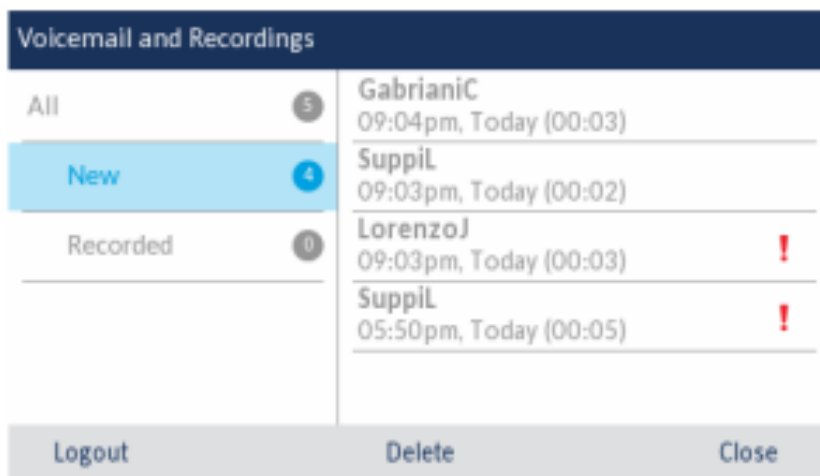 Voicemail and Recordings
All 5
New 4
Recorded 0
GabrianiC
09:04pm, Today (00:03)
SuppiL
09:03pm, Today (00:02)
LorenzoJ
09:03pm, Today (00:03) !
SuppiL
05:50pm, Today (00:05) !
Logout Delete Close